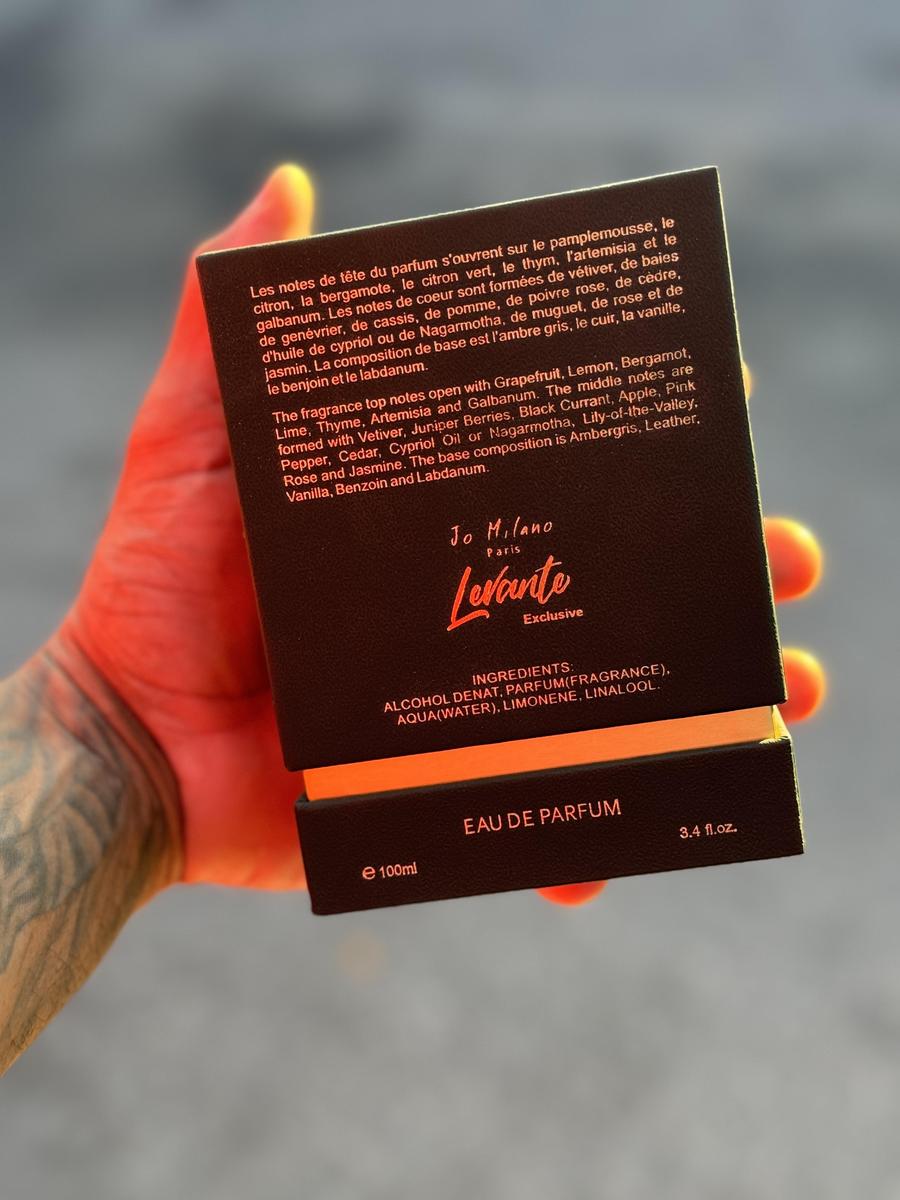 Les notes de tête du parfum s'ouvrent sur le pamplemousse, le
citron, la bergamote, le citron vert, le thym, l'artemisia et le
galbanum. Les notes de coeur sont formées de vétiver, de baies
de genévrier, de cassis, de pomme, de poivre rose, de cèdre,
d'huile de cypriol ou de Nagarmotha, de muguet, de rose et de
jasmin. La composition de base est l'ambre gris, le cuir, la vanille,
le benjoin et le labdanum.
The fragrance top notes open with Grapefruit, Lemon, Bergamot,
Lime, Thyme, Artemisia and Galbanum. The middle notes are
formed with Vetiver, Juniper Berries, Black Currant, Apple, Pink
Pepper, Cedar, Cypriol Oil or Nagarmotha, Lily-of-the-Valley,
Rose and Jasmine. The base composition is Ambergris, Leather,
Vanilla, Benzoin and Labdanum.
Jo Milano
Paris
Levante
Exclusive
INGREDIENTS:
ALCOHOL DENAT, PARFUM(FRAGRANCE),
AQUA(WATER), LIMONENE, LINALOOL.
EAU DE PARFUM
℮ 100ml
3.4 fl.oz.